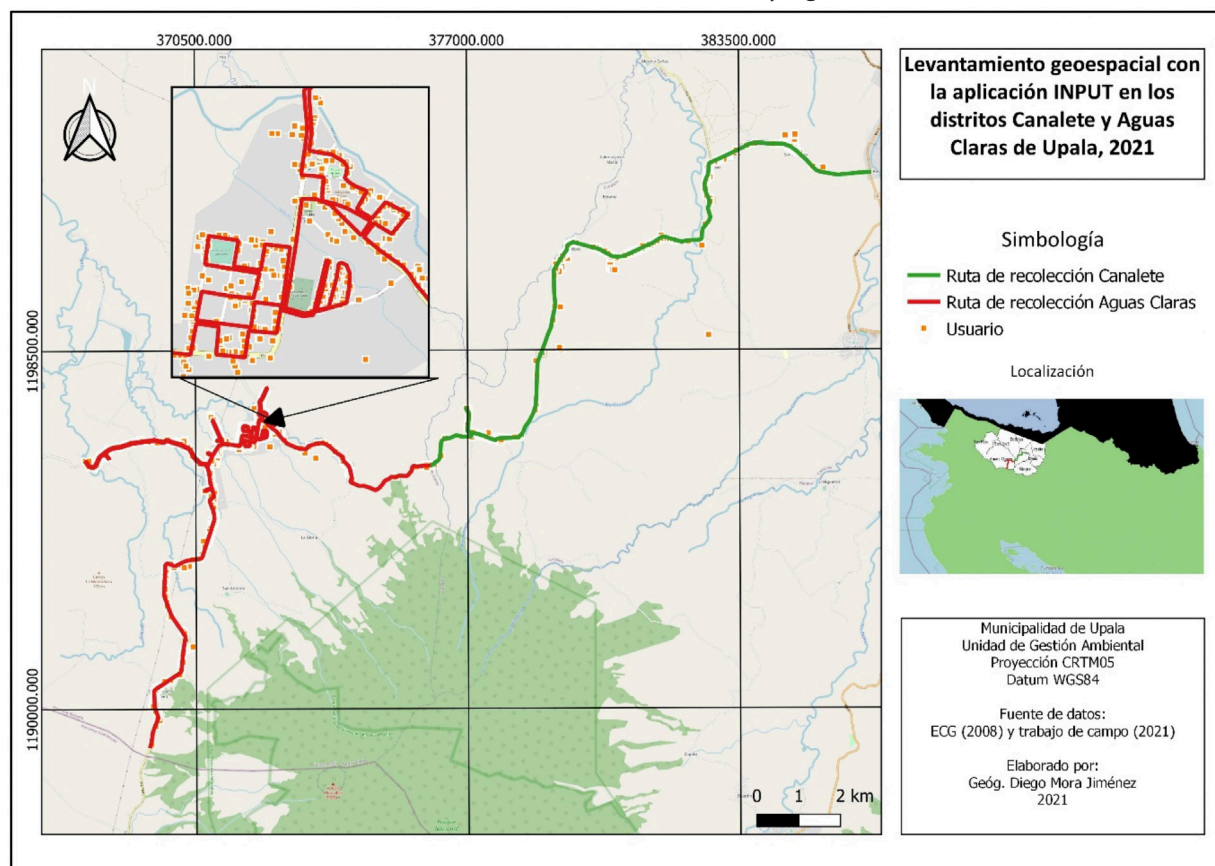 370500.000
377000.000
383500.000
1198500.000
1190000.000
N
0 1 2 km
Levantamiento geoespacial con
la aplicación INPUT en los
distritos Canalete y Aguas
Claras de Upala, 2021
Simbología
Ruta de recolección Canalete
Ruta de recolección Aguas Claras
Usuario
Localización
Municipalidad de Upala
Unidad de Gestión Ambiental
Proyección CRTM05
Datum WGS84
Fuente de datos:
ECG (2008) y trabajo de campo (2021)
Elaborado por:
Geóg. Diego Mora Jiménez
2021